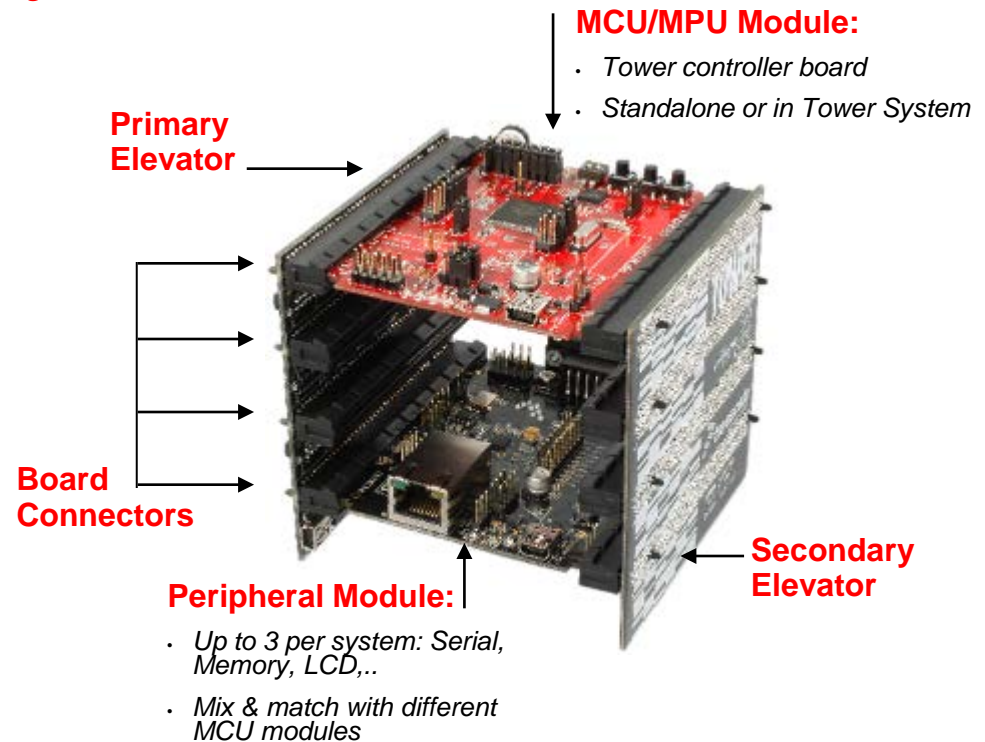 MCU/MPU Module:
• Tower controller board
• Standalone or in Tower System
Primary
Elevator
Board
Connectors
Secondary
Elevator
Peripheral Module:
• Up to 3 per system: Serial,
Memory, LCD,..
• Mix & match with different
MCU modules